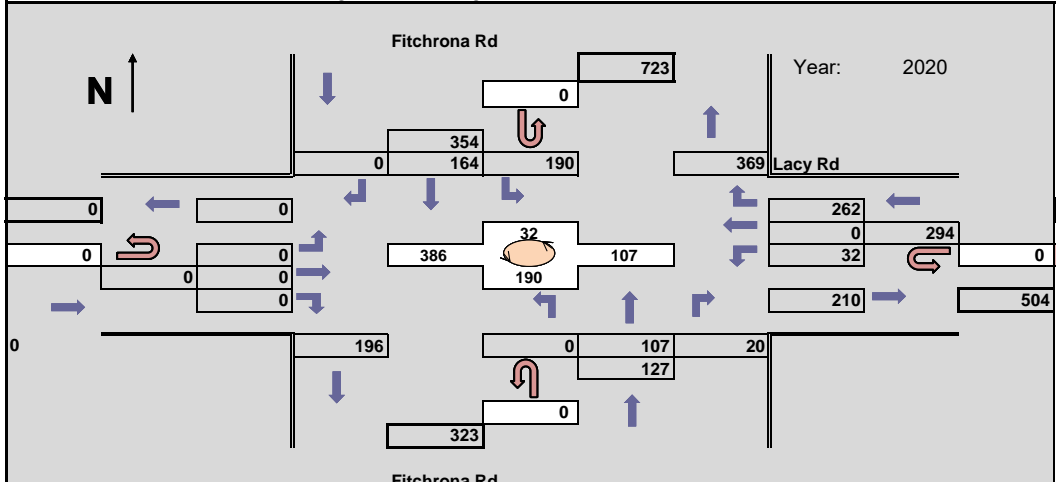 Fitchrona Rd
723
Year: 2020
N
0
354
0 164 190 369 Lacy Rd
0 0 262
32 0 294
0 0 386 107 32 0
0 0 190
0 210 504
0 196 0 107 20
127
0
323
Fitchrona Rd